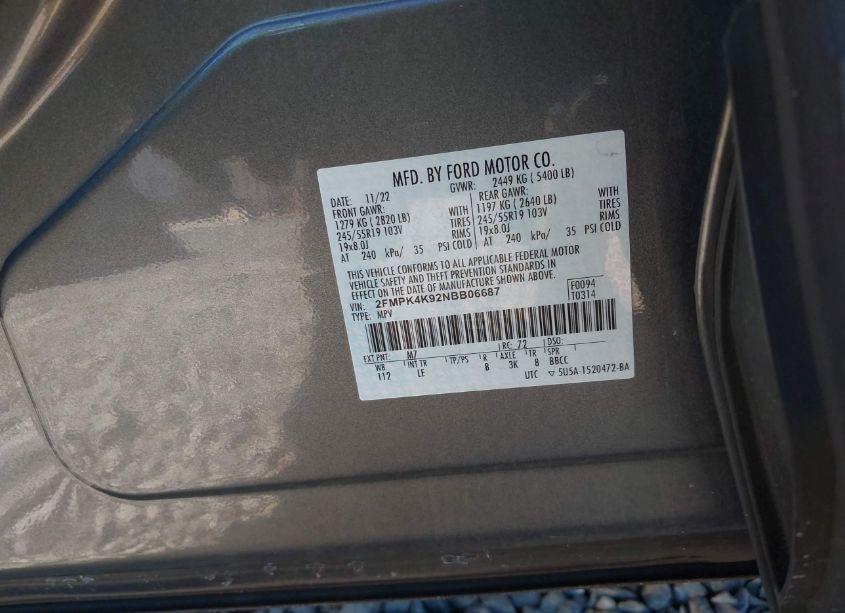 MFD. BY FORD MOTOR CO.
DATE: 11/22 GVWR: 2449 KG ( 5400 LB)
FRONT GAWR: REAR GAWR:
1279 KG ( 2820 LB) WITH 1197 KG ( 2640 LB) WITH
245/55R19 103V TIRES 245/55R19 103V TIRES
19x8.0J RIMS 19x8.0J RIMS
AT 240 kPa/ 35 PSI COLD AT 240 kPa/ 35 PSI COLD
THIS VEHICLE CONFORMS TO ALL APPLICABLE FEDERAL MOTOR
VEHICLE SAFETY AND THEFT PREVENTION STANDARDS IN
EFFECT ON THE DATE OF MANUFACTURE SHOWN ABOVE.
VIN: 2FMPK4K92NBB06687 F0094
TYPE: MPV T0314
EXT PNT: M7 RC: 72 DSO:
WB INT TR TP/PS R AXLE TR SPR
112 LE B 3K 8 BBCC
UTC ▽ 5U5A-1520472-BA